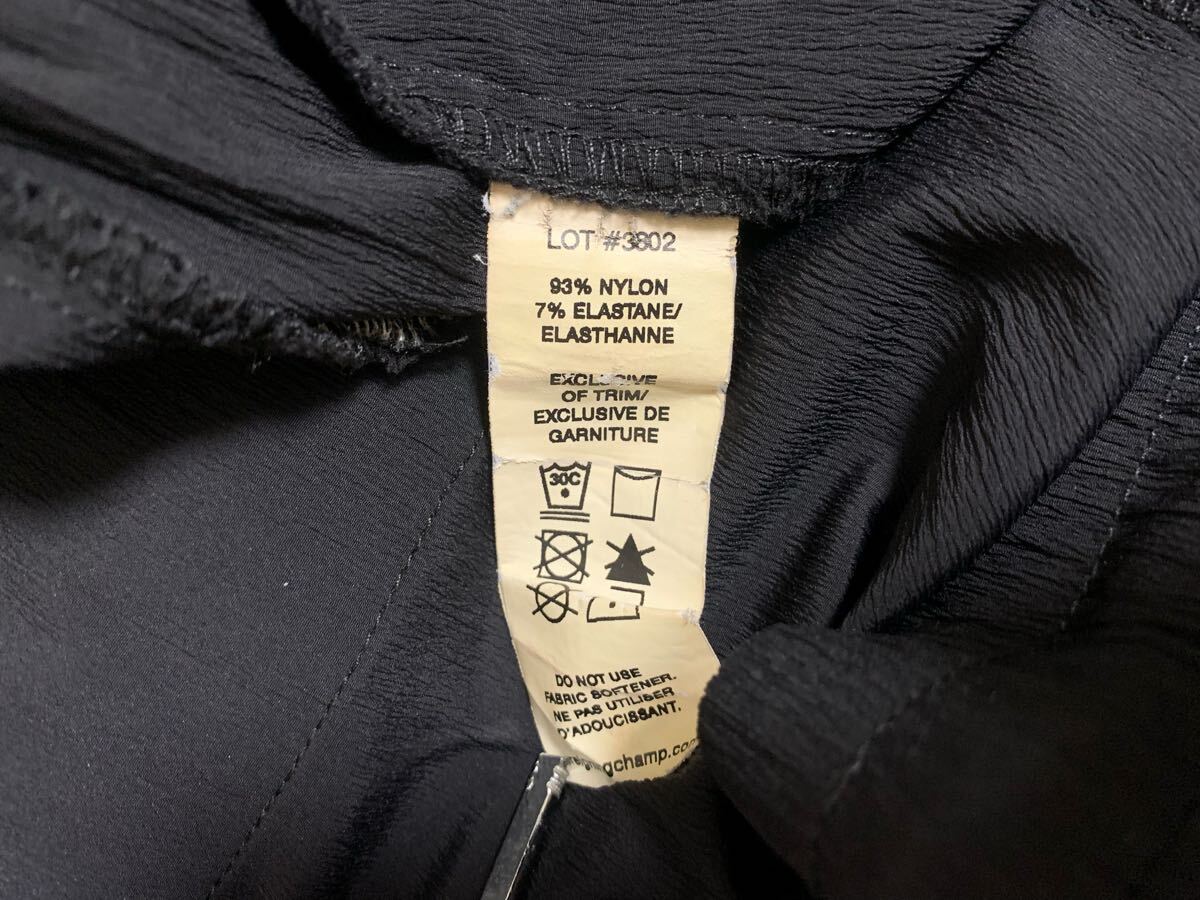 LOT #3802
93% NYLON
7% ELASTANE/
ELASTHANNE
EXCLUSIVE
OF TRIM/
EXCLUSIVE DE
GARNITURE
30C
DO NOT USE
FABRIC SOFTENER.
NE PAS UTILISER
D'ADOUCISSANT.